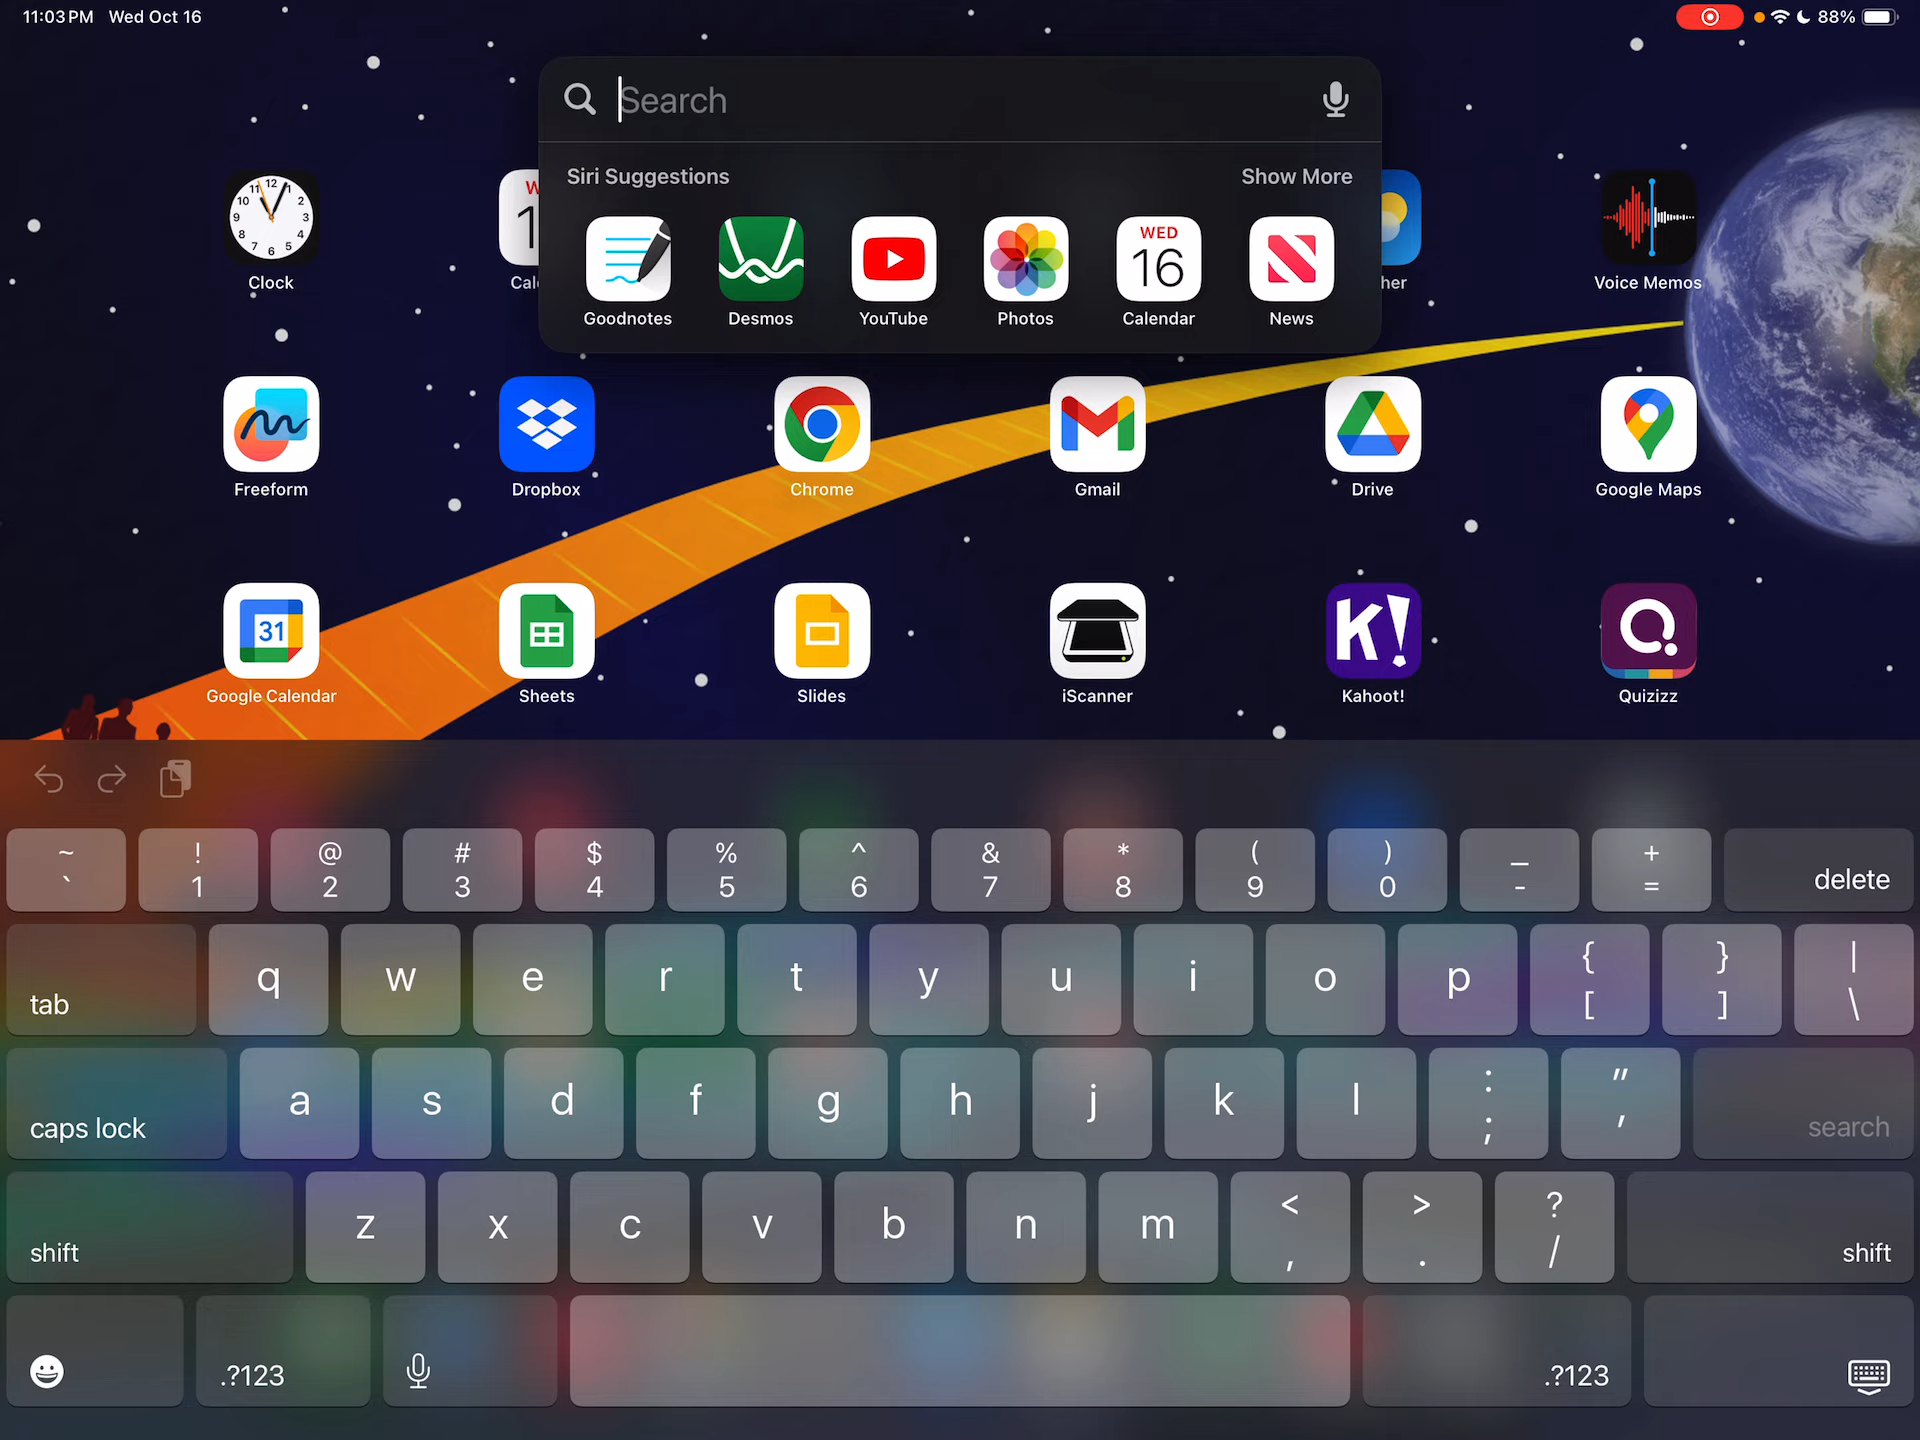 11:03 PM Wed Oct 16
88%
Search
Siri Suggestions Show More
Goodnotes Desmos YouTube Photos Calendar News
WED
16
Clock Voice Memos
Freeform Dropbox Chrome Gmail Drive Google Maps
31
K! Q
Google Calendar Sheets Slides iScanner Kahoot! Quizizz
~ ! @ # $ % ^ & * ( ) _ +
` 1 2 3 4 5 6 7 8 9 0 - = delete
tab q w e r t y u i o p { [ } ] | \
caps lock a s d f g h j k l : ; " ' search
shift z x c v b n m < , > . ? / shift
.?123 .?123